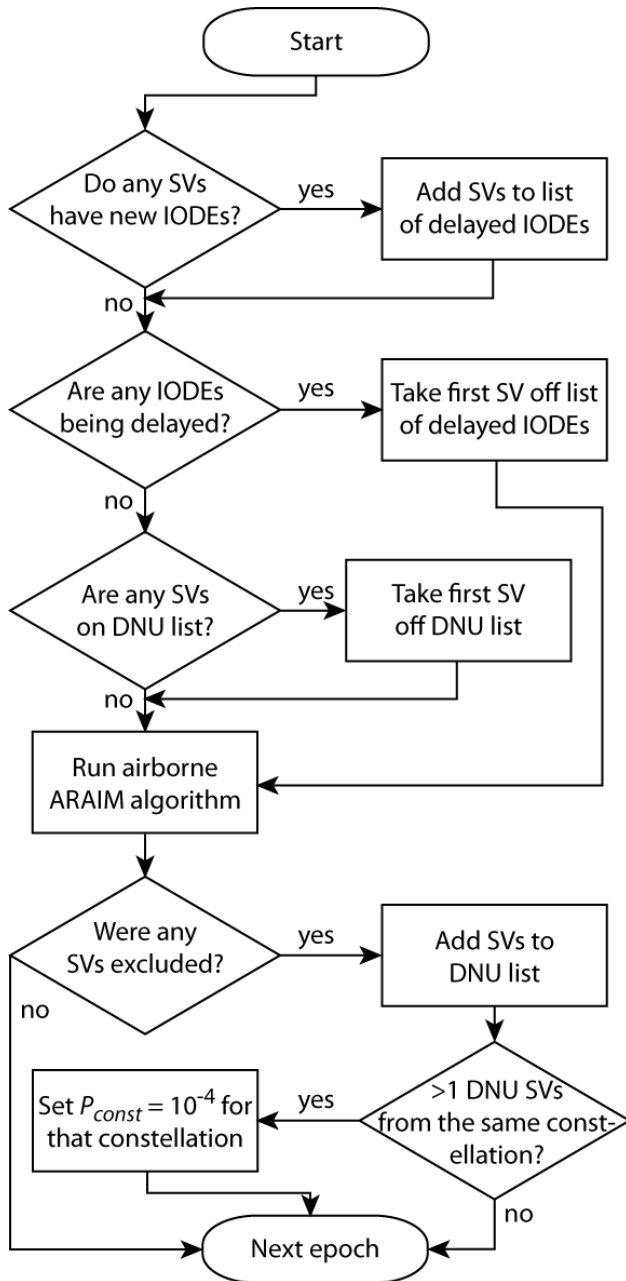 Start
Do any SVs
have new IODEs?
yes
Add SVs to list
of delayed IODEs
no
Are any IODEs
being delayed?
yes
Take first SV off list
of delayed IODEs
no
Are any SVs
on DNU list?
yes
Take first SV
off DNU list
no
Run airborne
ARAIM algorithm
Were any
SVs excluded?
yes
Add SVs to
DNU list
no
>1 DNU SVs
from the same const-
ellation?
yes
Set P_const = 10^-4 for
that constellation
no
Next epoch